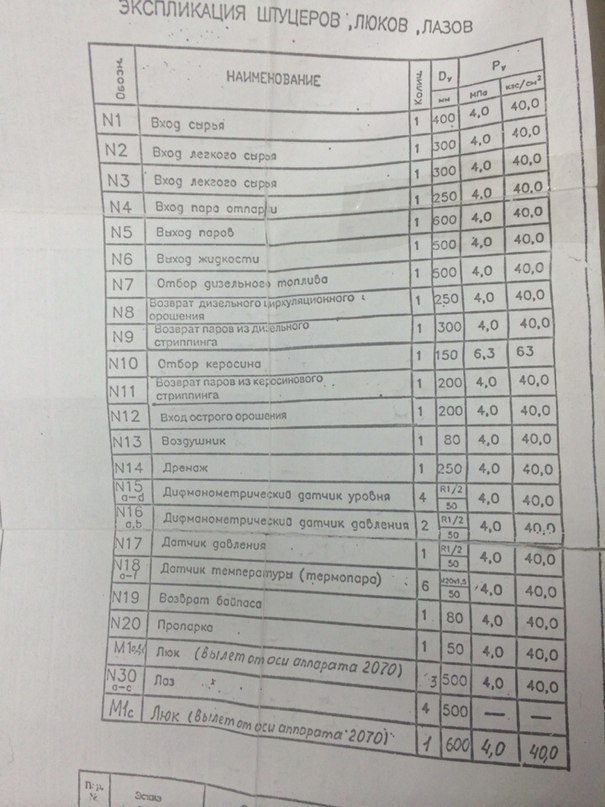 ЭКСПЛИКАЦИЯ ШТУЦЕРОВ ,ЛЮКОВ ,ЛАЗОВ
Обозн. НАИМЕНОВАНИЕ Колич. Dу Pу
мм мПа кгс/см²
N1 Вход сырья 1 400 4,0 40,0
N2 Вход легкого сырья 1 300 4,0 40,0
N3 Вход лекгого сырья 1 300 4,0 40,0
N4 Вход пара отпарки 1 250 4,0 40,0
N5 Выход паров 1 600 4,0 40,0
N6 Выход жидкости 1 500 4,0 40,0
N7 Отбор дизельного топлива 1 500 4,0 40,0
N8 Возврат дизельного циркуляционного
орошения 1 250 4,0 40,0
N9 Возврат паров из дизельного
стриппинга 1 300 4,0 40,0
N10 Отбор керосина 1 150 6,3 63
N11 Возврат паров из керосинового
стриппинга 1 200 4,0 40,0
N12 Вход острого орошения 1 200 4,0 40,0
N13 Воздушник 1 80 4,0 40,0
N14 Дренаж 1 250 4,0 40,0
N15 a-d Дифманометрический датчик уровня 4 R1/2 50 4,0 40,0
N16 a,b Дифманометрический датчик давления 2 R1/2 50 4,0 40,0
N17 Датчик давления 1 R1/2 50 4,0 40,0
N18 a-f Датчик температуры (термопара) 6 М20х1,5 50 4,0 40,0
N19 Возврат байпаса 1 80 4,0 40,0
N20 Пропарка 1 50 4,0 40,0
M1 Люк (вылет от оси аппарата 2070) 3 500 4,0 40,0
N30 a-c Лаз 4 500 — —
M1c Люк (вылет от оси аппарата 2070) 1 600 4,0 40,0
№ Эскиз